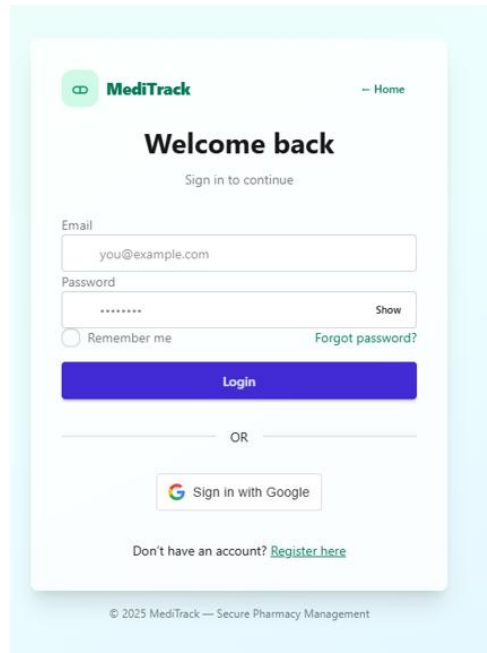 MediTrack
← Home
Welcome back
Sign in to continue
Email
you@example.com
Password
••••••••
Show
Remember me
Forgot password?
Login
OR
Sign in with Google
Don't have an account? Register here
© 2025 MediTrack — Secure Pharmacy Management